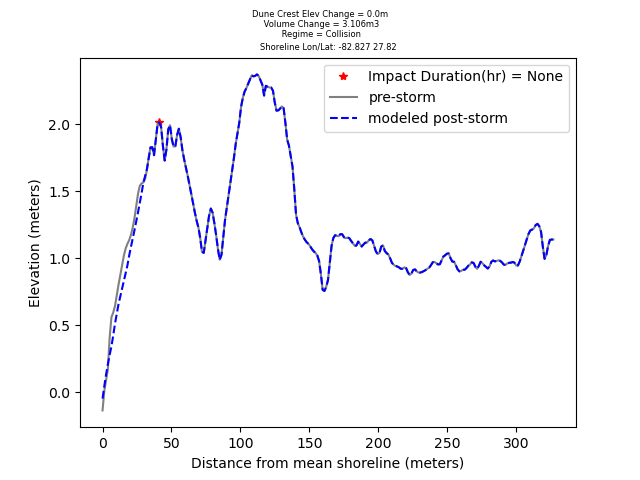 Dune Crest Elev Change = 0.0m
Volume Change = 3.106m3
Regime = Collision
Shoreline Lon/Lat: -82.827 27.82
Impact Duration(hr) = None
pre-storm
modeled post-storm
Elevation (meters)
2.0
1.5
1.0
0.5
0.0
0 50 100 150 200 250 300
Distance from mean shoreline (meters)